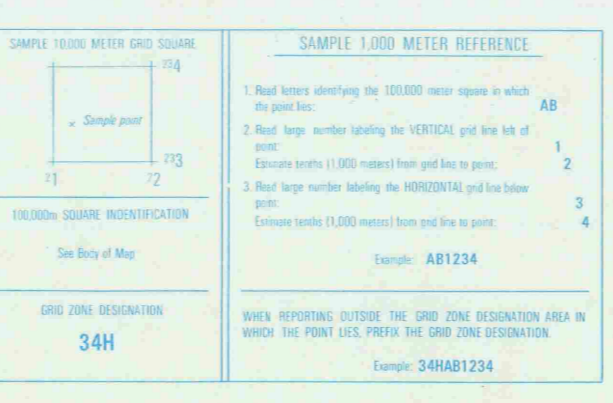 SAMPLE 10,000 METER GRID SQUARE
²³4
× Sample point
²³3
²1 ²2
100,000m SQUARE INDENTIFICATION
See Body of Map
GRID ZONE DESIGNATION
34H
SAMPLE 1,000 METER REFERENCE
1. Read letters identifying the 100,000 meter square in which
the point lies: AB
2. Read large number labeling the VERTICAL grid line left of
point: 1
Estimate tenths (1,000 meters) from grid line to point: 2
3. Read large number labeling the HORIZONTAL grid line below
point: 3
Estimate tenths (1,000 meters) from grid line to point: 4
Example: AB1234
WHEN REPORTING OUTSIDE THE GRID ZONE DESIGNATION AREA IN
WHICH THE POINT LIES, PREFIX THE GRID ZONE DESIGNATION.
Example: 34HAB1234